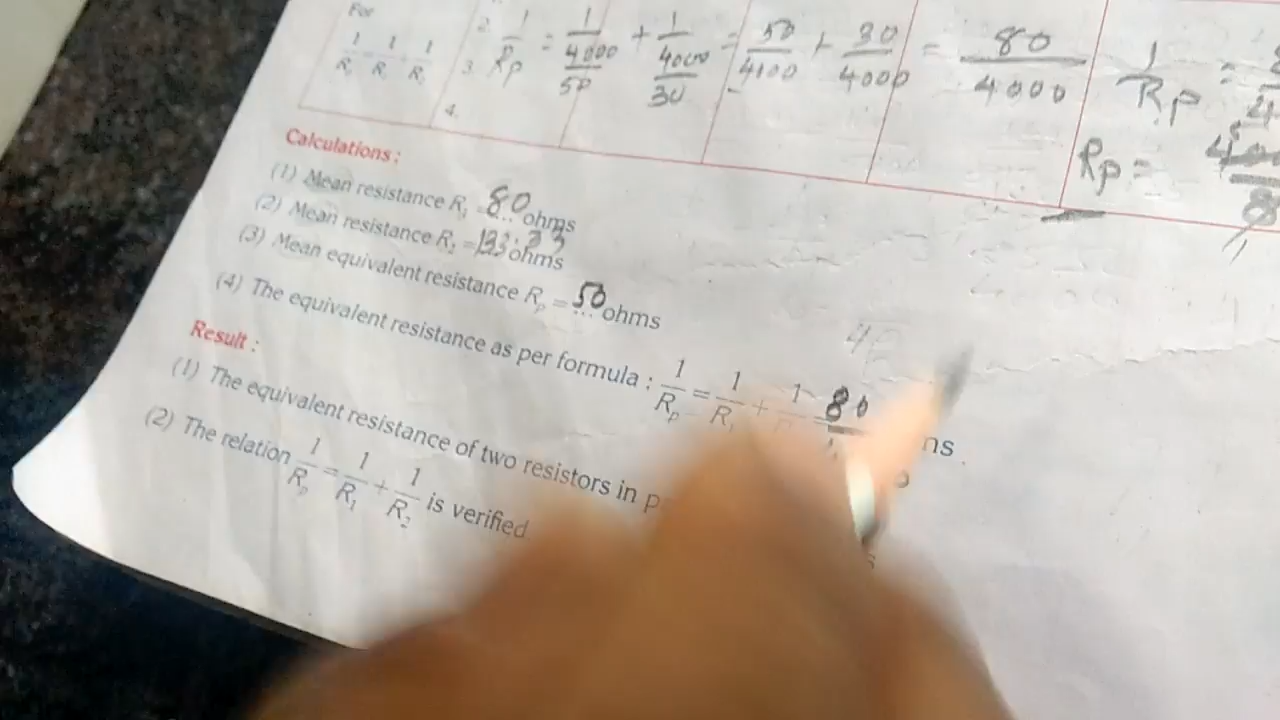 For
1/R₁ 1/R 1/R₂
2.
3.
4.
1/Rp = 1/(4000/50) + 1/(4000/30) = 50/4100 + 30/4000 = 80/4000
1/Rp =
Rp =
Calculations :
(1) Mean resistance R₁ = 80 ohms
(2) Mean resistance R₂ = 133.33 ohms
(3) Mean equivalent resistance Rp = 50 ohms
(4) The equivalent resistance as per formula : 1/Rp = 1/R₁ + 1 80
Result :
(1) The equivalent resistance of two resistors in
(2) The relation 1/Rp = 1/R₁ + 1/R₂ is verified